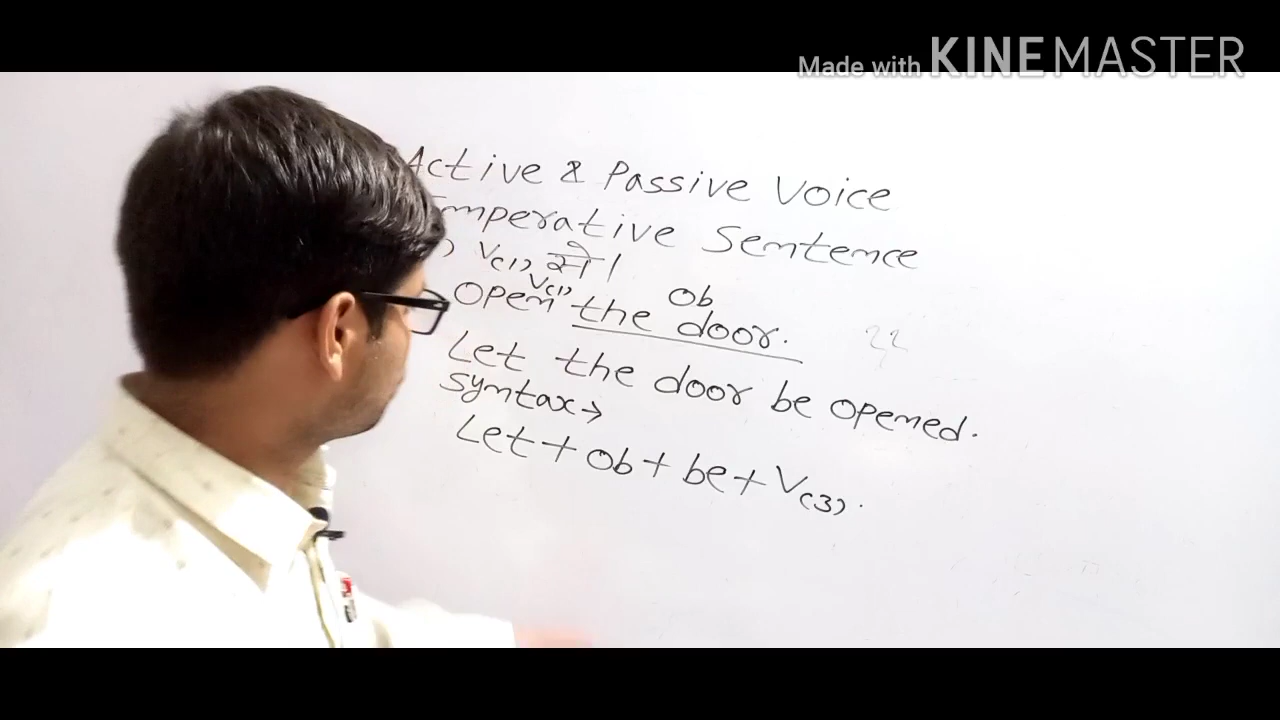 Made with KINEMASTER
Active & Passive Voice
Imperative Sentence
) V(1) से।
Open V(1) the door. Ob
Let the door be opened.
Syntax→
Let + Ob + be + V(3).